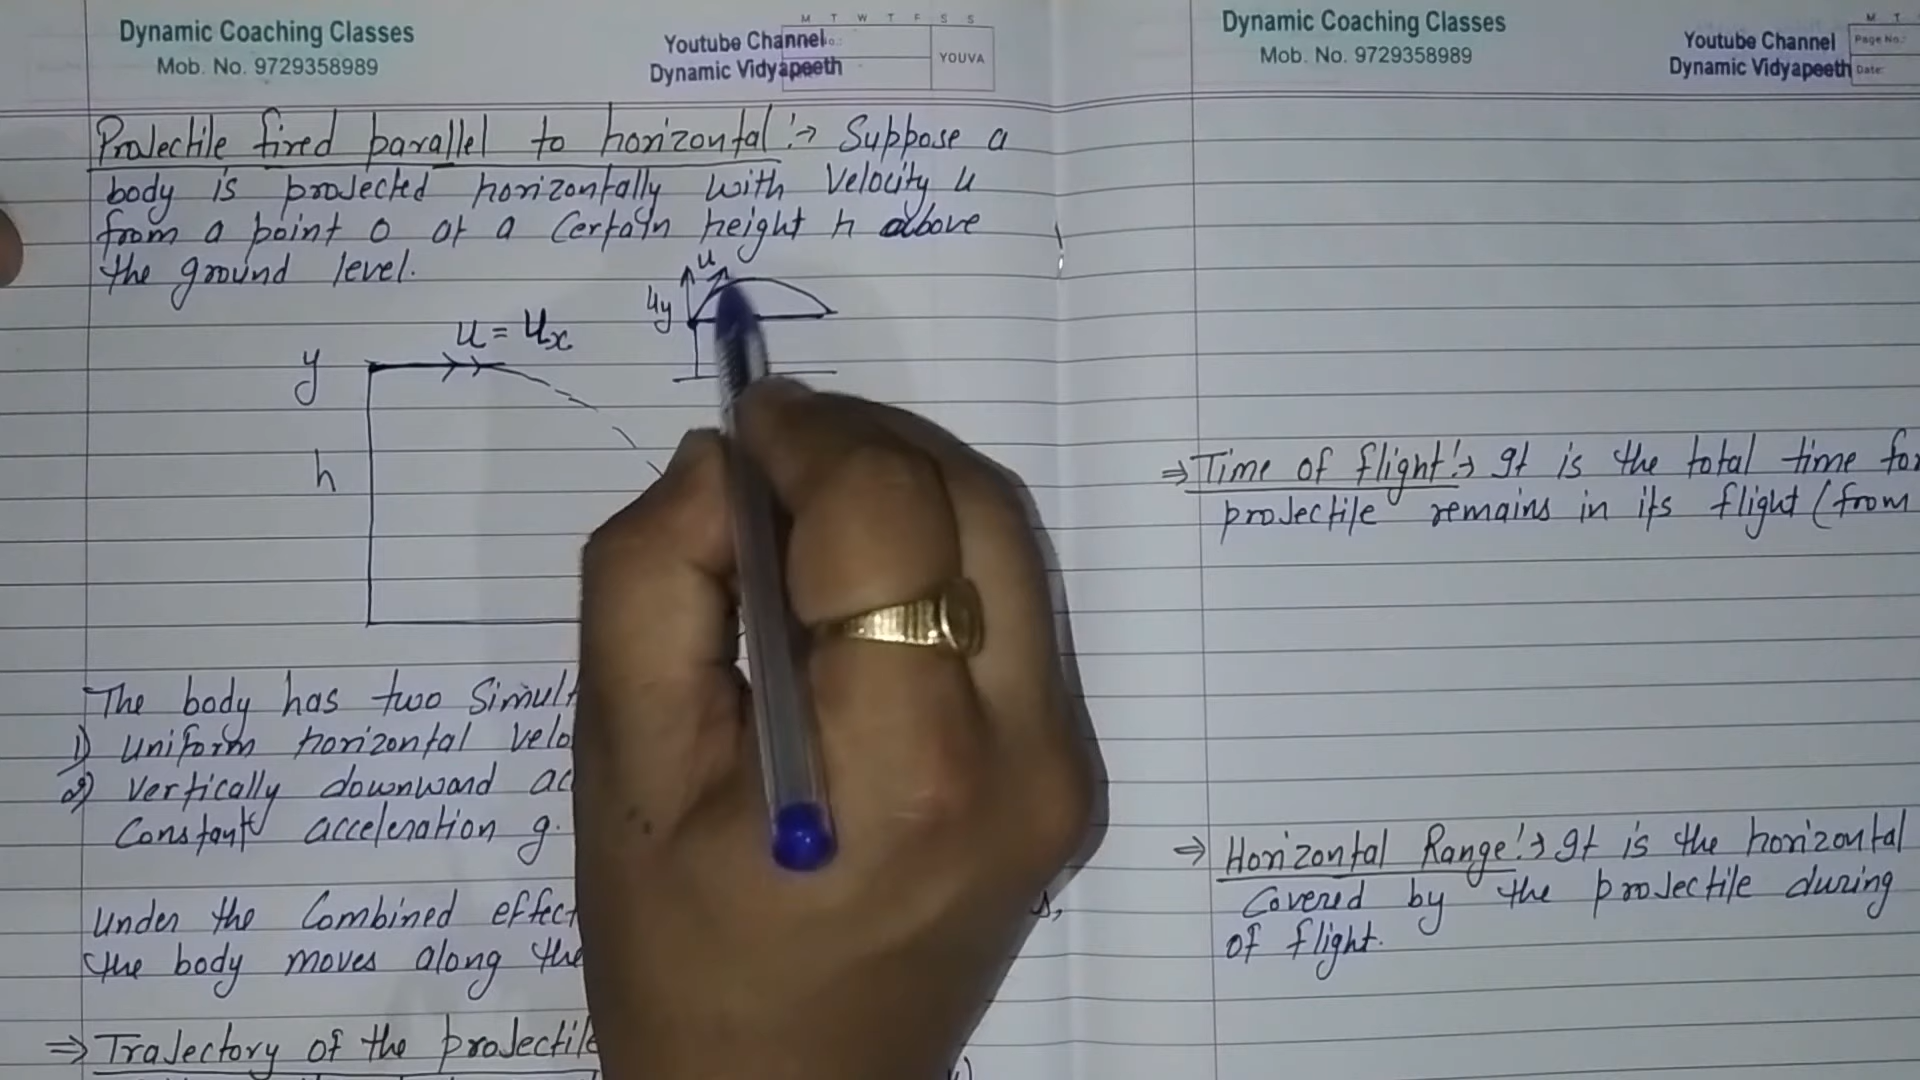 Dynamic Coaching Classes
Mob. No. 9729358989
Youtube Channel
Dynamic Vidyapeeth
M T W T F S S
YOUVA
Projectile fired parallel to horizontal :→ Suppose a
body is projected horizontally with velocity u
from a point O at a certain height h above
the ground level.
u
uy
u = ux
y
h
The body has two
1) uniform horizontal
2) vertically downward
Constant acceleration g.
under the Combined
the body moves along the
⇒ Trajectory of the projectile
Dynamic Coaching Classes
Mob. No. 9729358989
Youtube Channel
Dynamic Vidyapeeth
M T
Page No.:
Date:
⇒ Time of flight :→ It is the total time for
projectile remains in its flight (from
⇒ Horizontal Range :→ It is the horizontal
Covered by the projectile during
of flight.